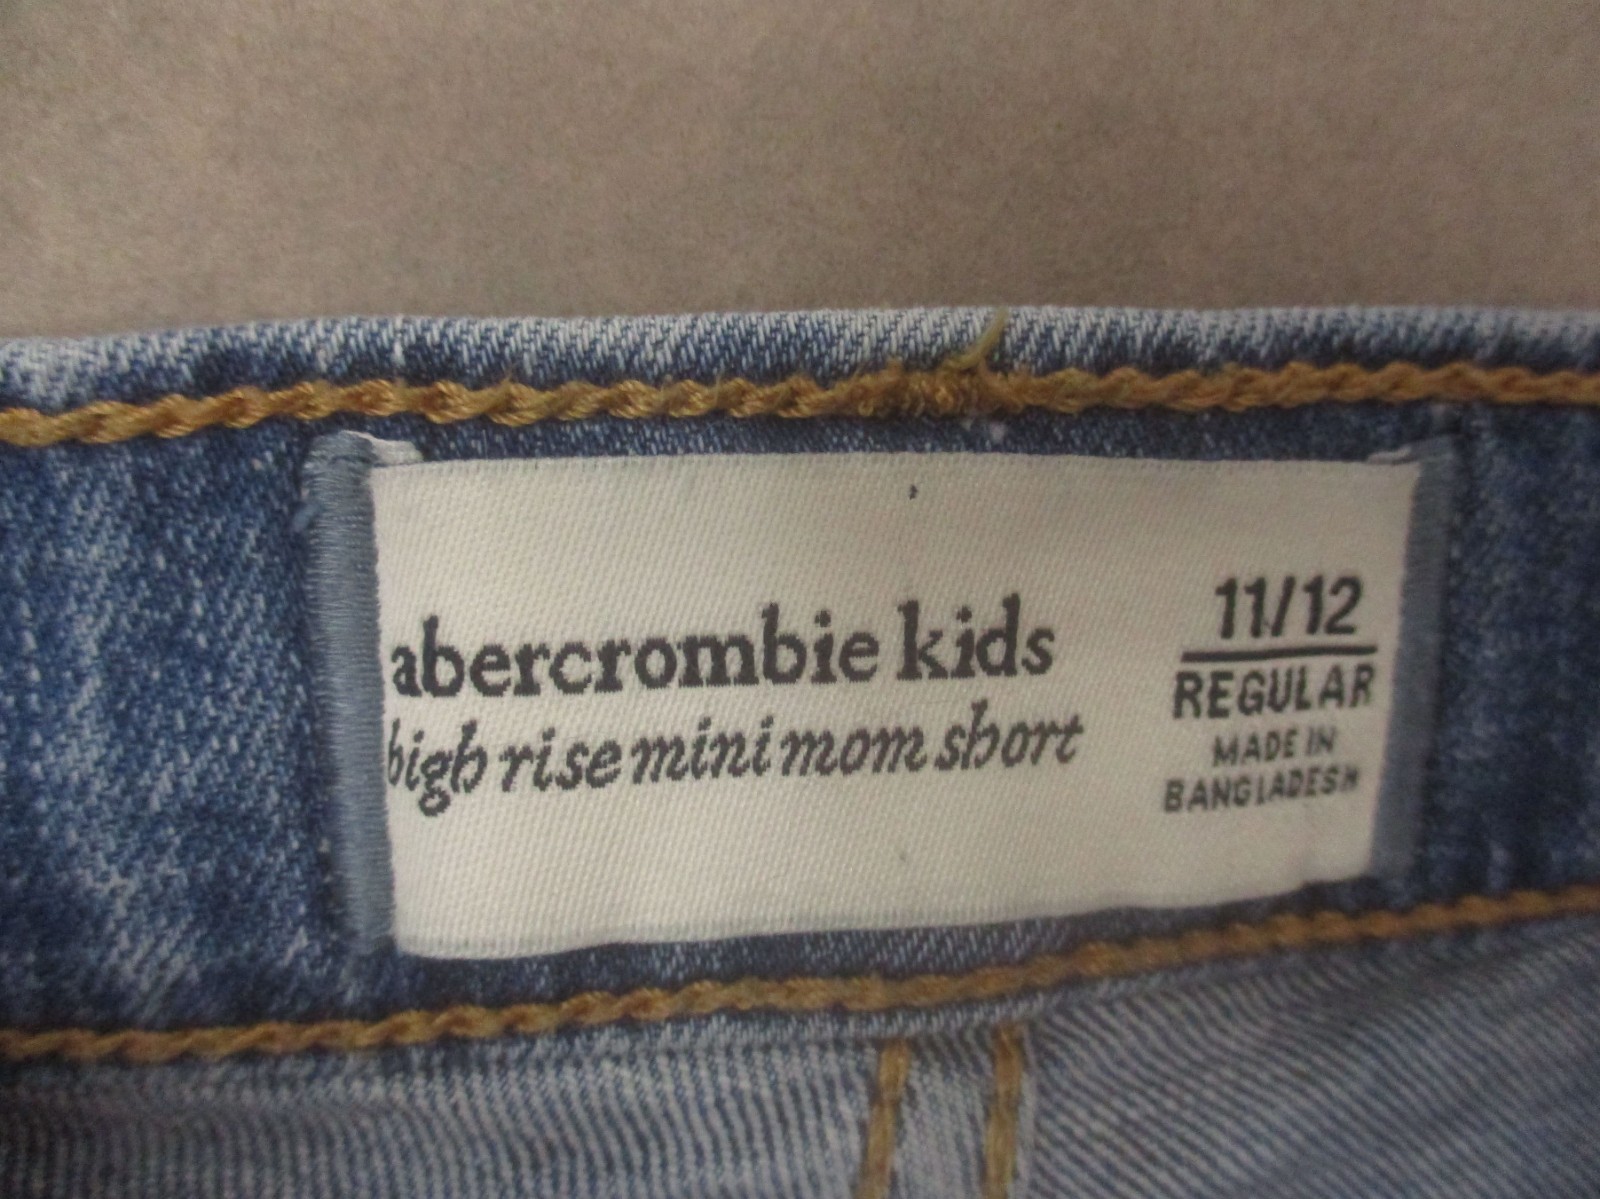 abercrombie kids
high rise mini mom short
11/12
REGULAR
MADE IN
BANGLADESH